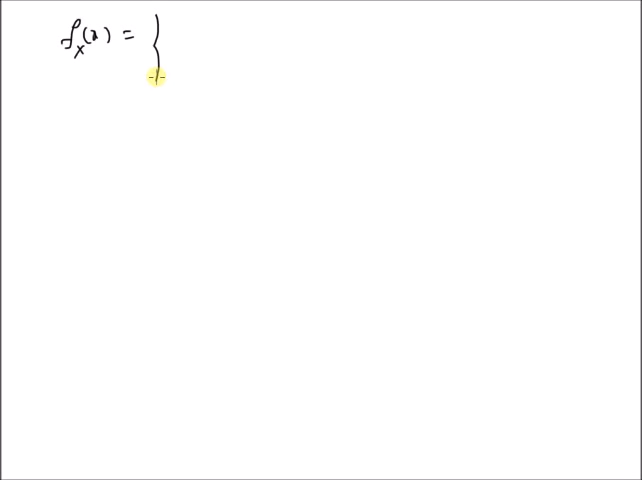 f_X(x) = {